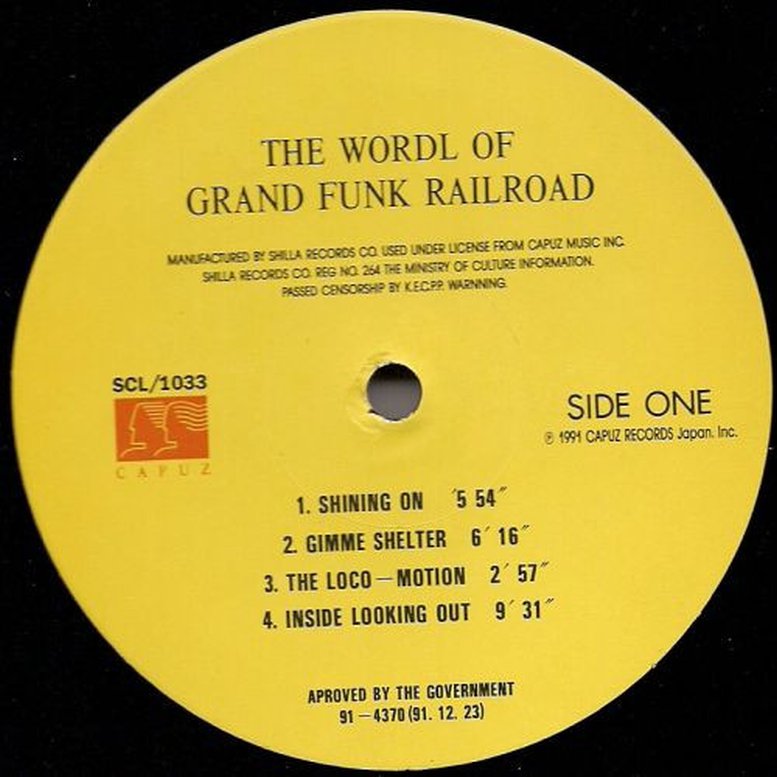 THE WORDL OF
GRAND FUNK RAILROAD
MANUFACTURED BY SHILLA RECORDS CO. USED UNDER LICENSE FROM CAPUZ MUSIC INC.
SHILLA RECORDS CO. REG NO. 264 THE MINISTRY OF CULTURE INFORMATION.
PASSED CENSORSHIP BY K.E.C.P.P. WARNNING.
SCL/1033
CAPUZ
SIDE ONE
℗ 1991 CAPUZ RECORDS Japan. Inc.
1. SHINING ON ′5 54″
2. GIMME SHELTER 6′ 16″
3. THE LOCO—MOTION 2′ 57″
4. INSIDE LOOKING OUT 9′ 31″
APROVED BY THE GOVERNMENT
91—4370 (91. 12. 23)